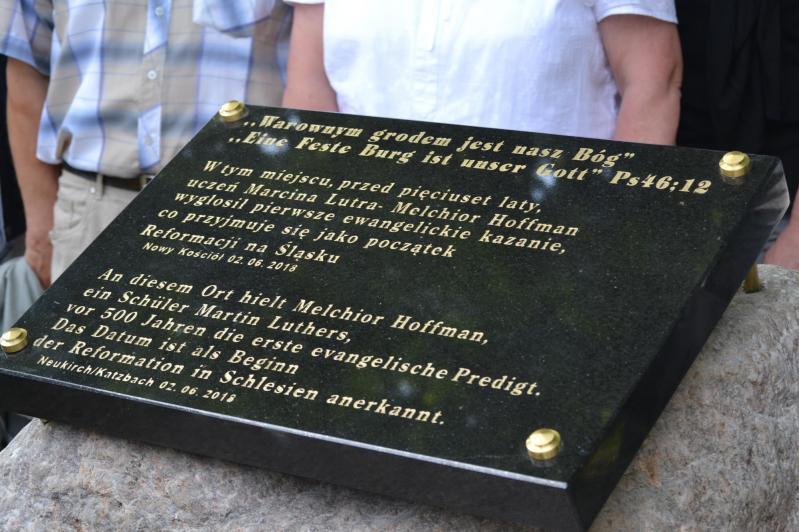 ,,Warownym grodem jest nasz Bóg"
,,Eine Feste Burg ist unser Gott" Ps46;12
W tym miejscu, przed pięciuset laty,
uczeń Marcina Lutra- Melchior Hoffman
wygłosił pierwsze ewangelickie kazanie,
co przyjmuje się jako początek
Reformacji na Śląsku
Nowy Kościół 02.06.2018
An diesem Ort hielt Melchior Hoffman,
ein Schüler Martin Luthers,
vor 500 Jahren die erste evangelische Predigt.
Das Datum ist als Beginn
der Reformation in Schlesien anerkannt.
Neukirch/Katzbach 02.06.2018